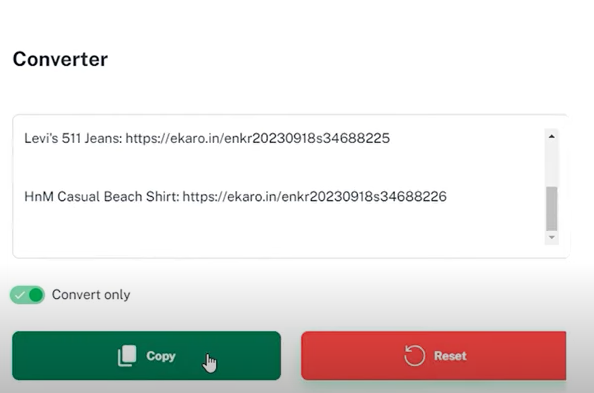 Converter
Levi's 511 Jeans: https://ekaro.in/enkr20230918s34688225
HnM Casual Beach Shirt: https://ekaro.in/enkr20230918s34688226
Convert only
Copy
Reset